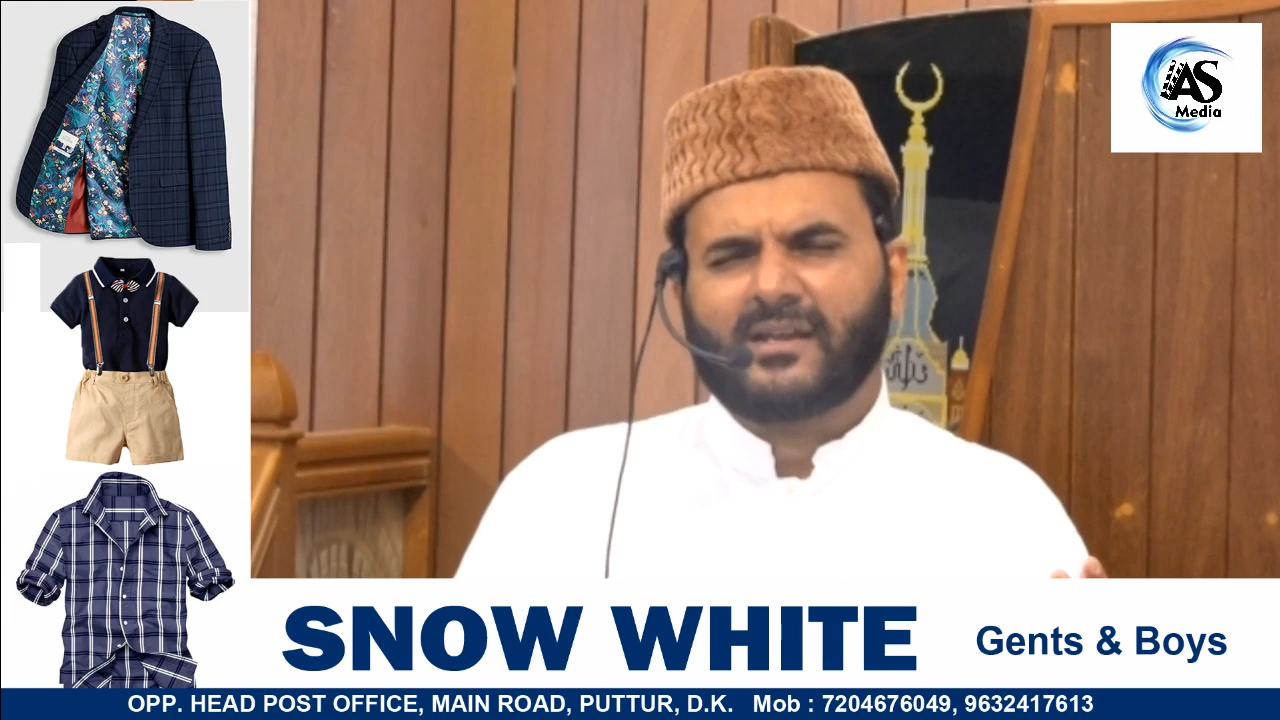 AS
Media
SNOW WHITE
Gents & Boys
OPP. HEAD POST OFFICE, MAIN ROAD, PUTTUR, D.K. Mob : 7204676049, 9632417613